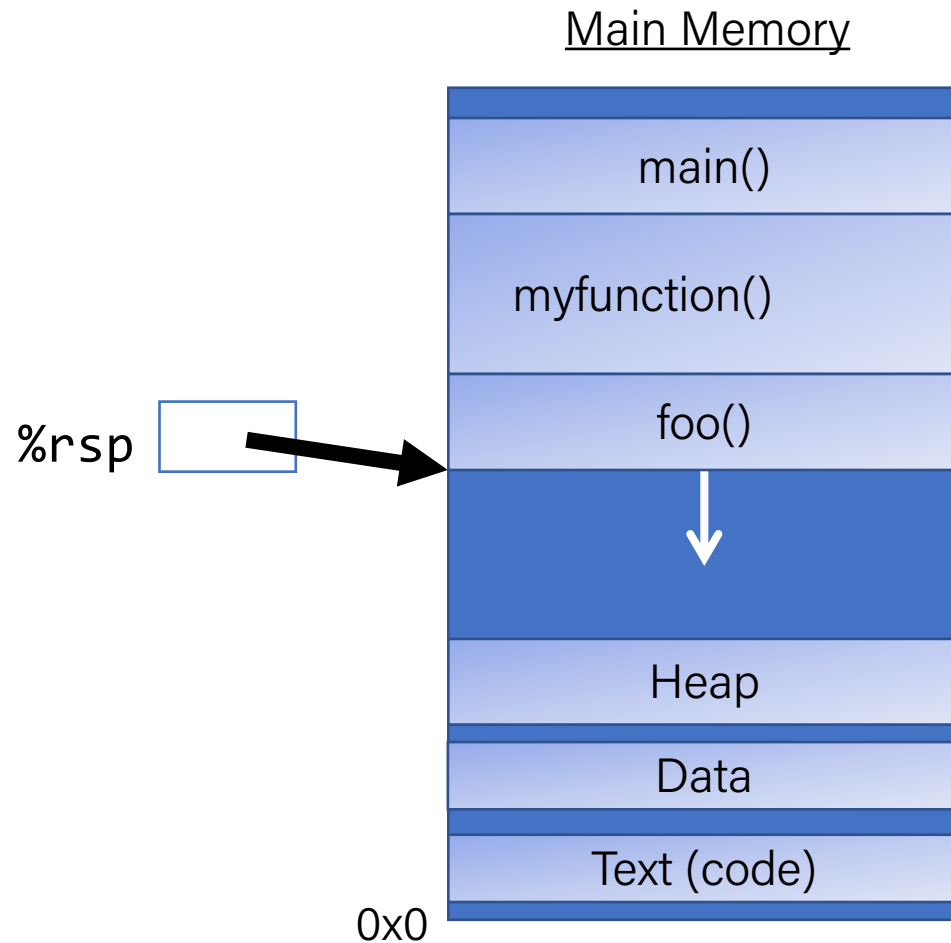 Main Memory
main()
myfunction()
foo()
%rsp
Heap
Data
Text (code)
0x0